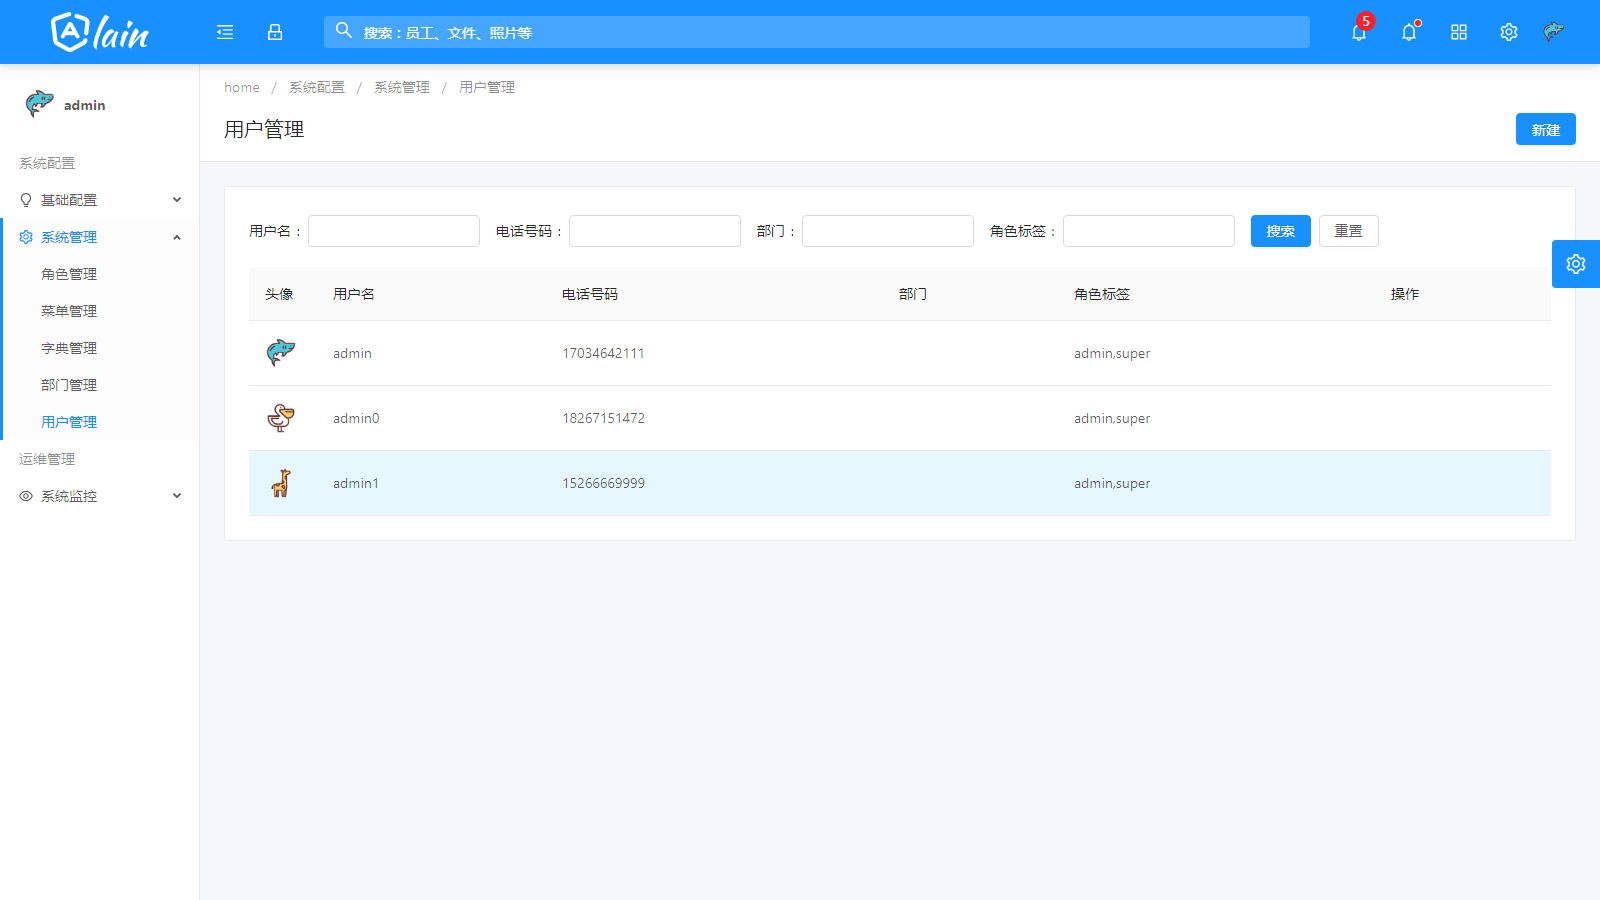 Alain
搜索：员工、文件、照片等
5
admin
系统配置
基础配置
系统管理
角色管理
菜单管理
字典管理
部门管理
用户管理
运维管理
系统监控
home / 系统配置 / 系统管理 / 用户管理
用户管理
新建
用户名： 电话号码： 部门： 角色标签： 搜索 重置
头像 用户名 电话号码 部门 角色标签 操作
admin 17034642111 admin,super
admin0 18267151472 admin,super
admin1 15266669999 admin,super